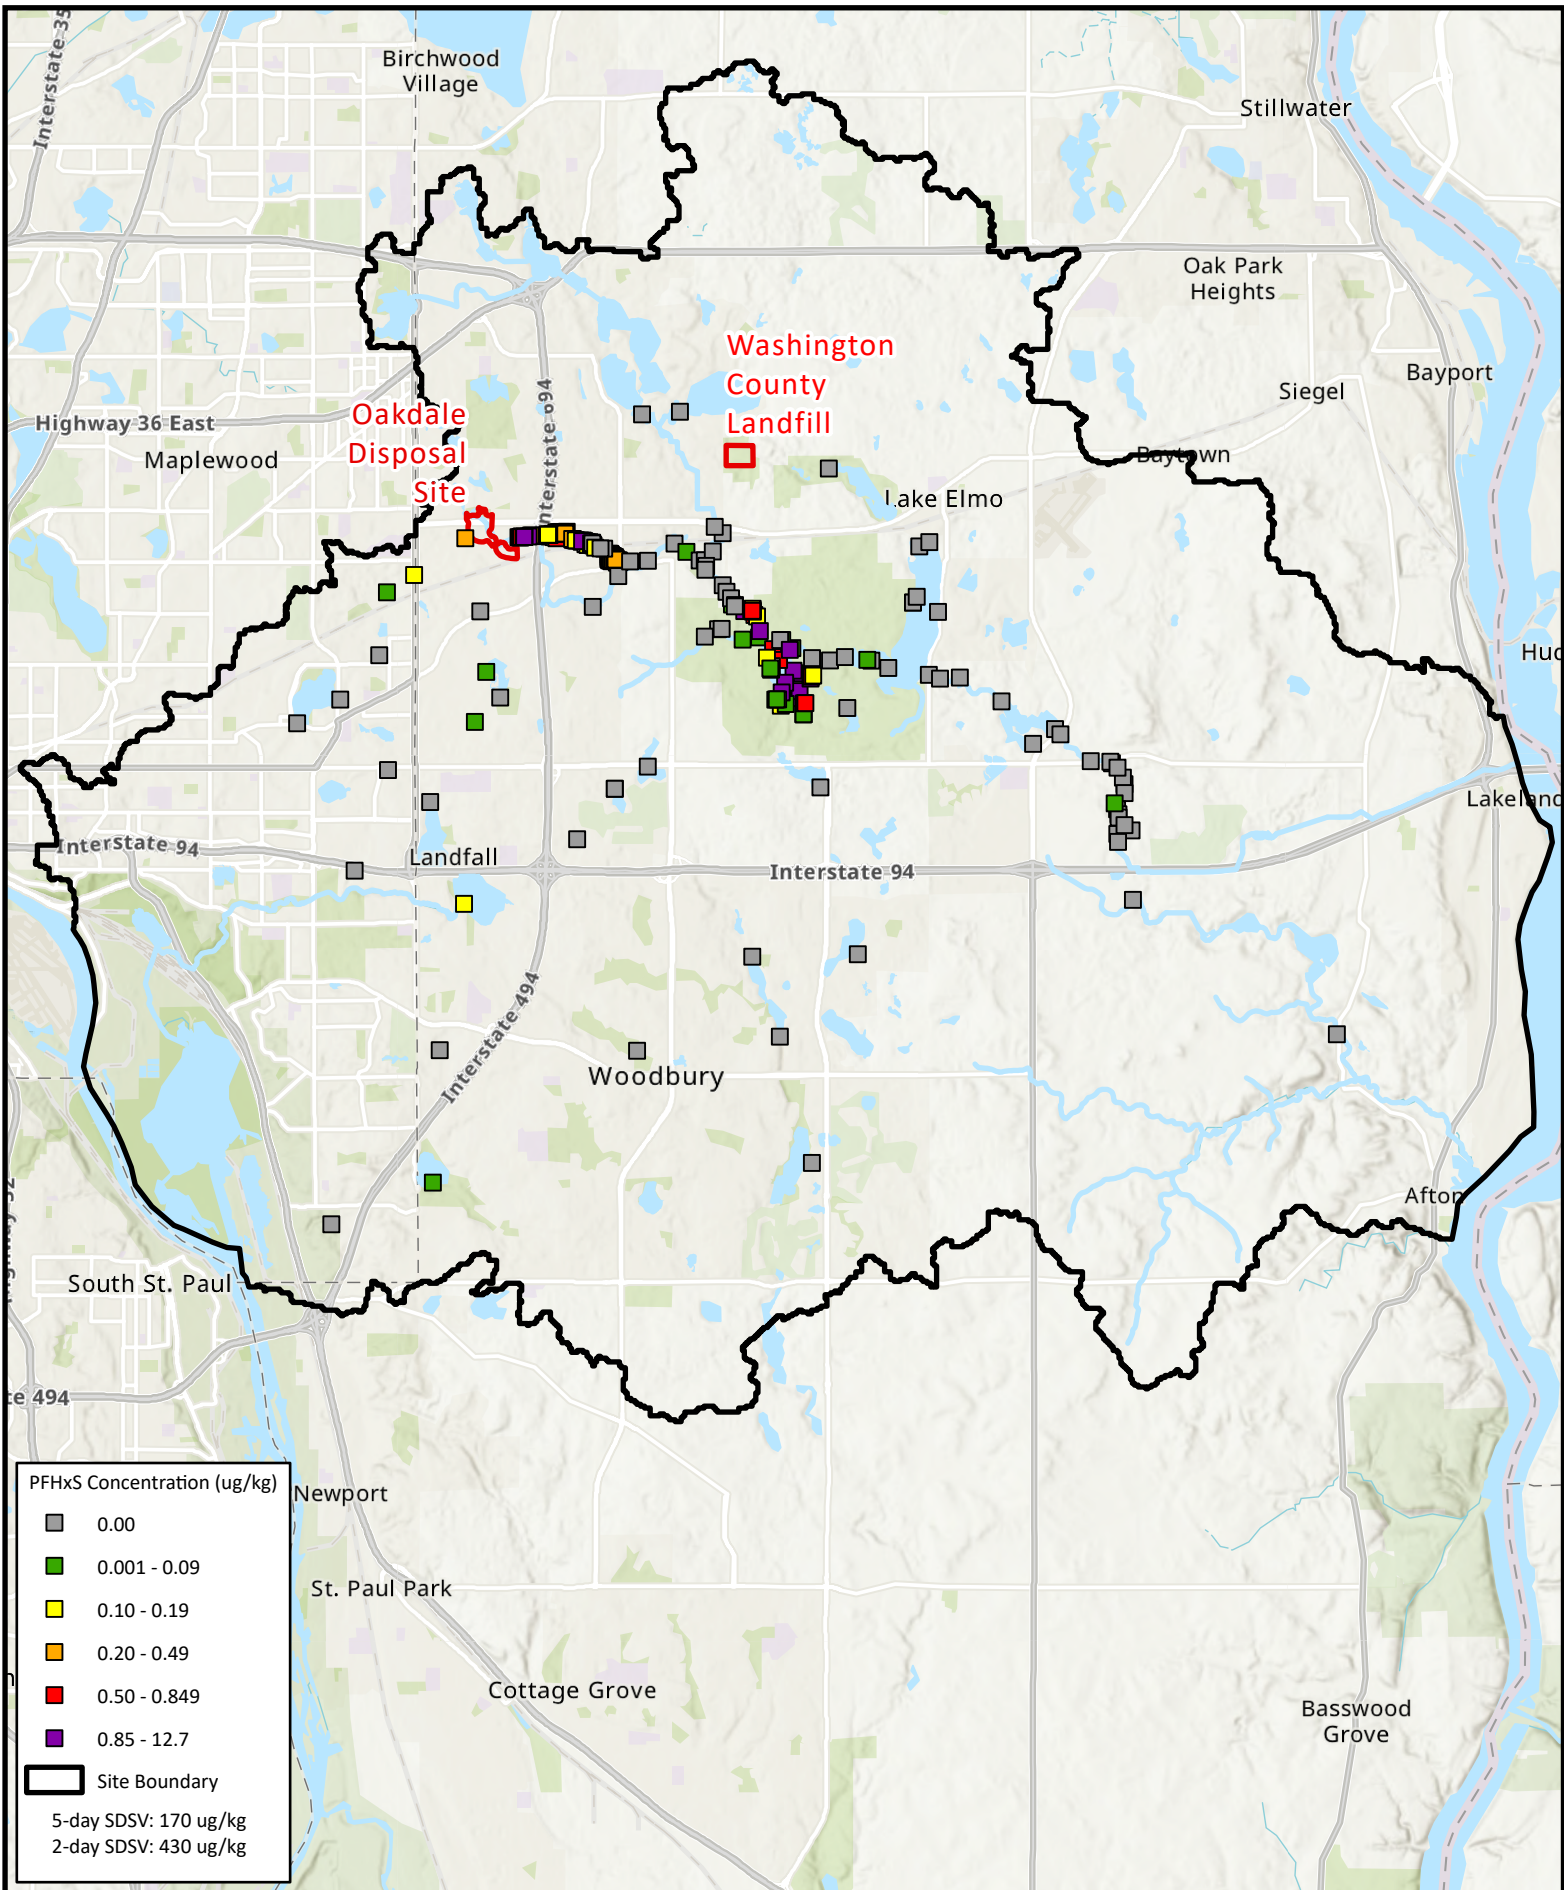 Interstate 35
Birchwood
Village
Stillwater
Oak Park
Heights
Bayport
Siegel
Washington
County
Landfill
Oakdale
Disposal
Site
Highway 36 East
Maplewood
Interstate 694
Baytown
Lake Elmo
Hud
Lakeland
Interstate 94
Landfall
Interstate 94
Interstate 494
Woodbury
Afton
South St. Paul
te 494
Newport
St. Paul Park
Cottage Grove
Basswood
Grove
PFHxS Concentration (ug/kg)
0.00
0.001 - 0.09
0.10 - 0.19
0.20 - 0.49
0.50 - 0.849
0.85 - 12.7
Site Boundary
5-day SDSV: 170 ug/kg
2-day SDSV: 430 ug/kg